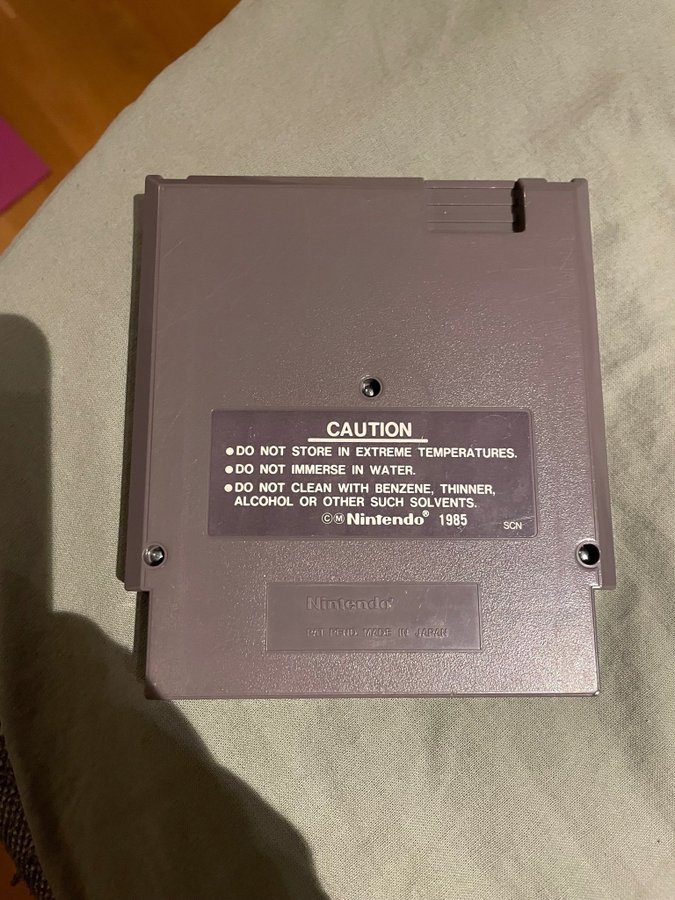 CAUTION
●DO NOT STORE IN EXTREME TEMPERATURES.
●DO NOT IMMERSE IN WATER.
●DO NOT CLEAN WITH BENZENE, THINNER,
ALCOHOL OR OTHER SUCH SOLVENTS.
©Ⓜ Nintendo® 1985
SCN
Nintendo®
PAT. PEND. MADE IN JAPAN